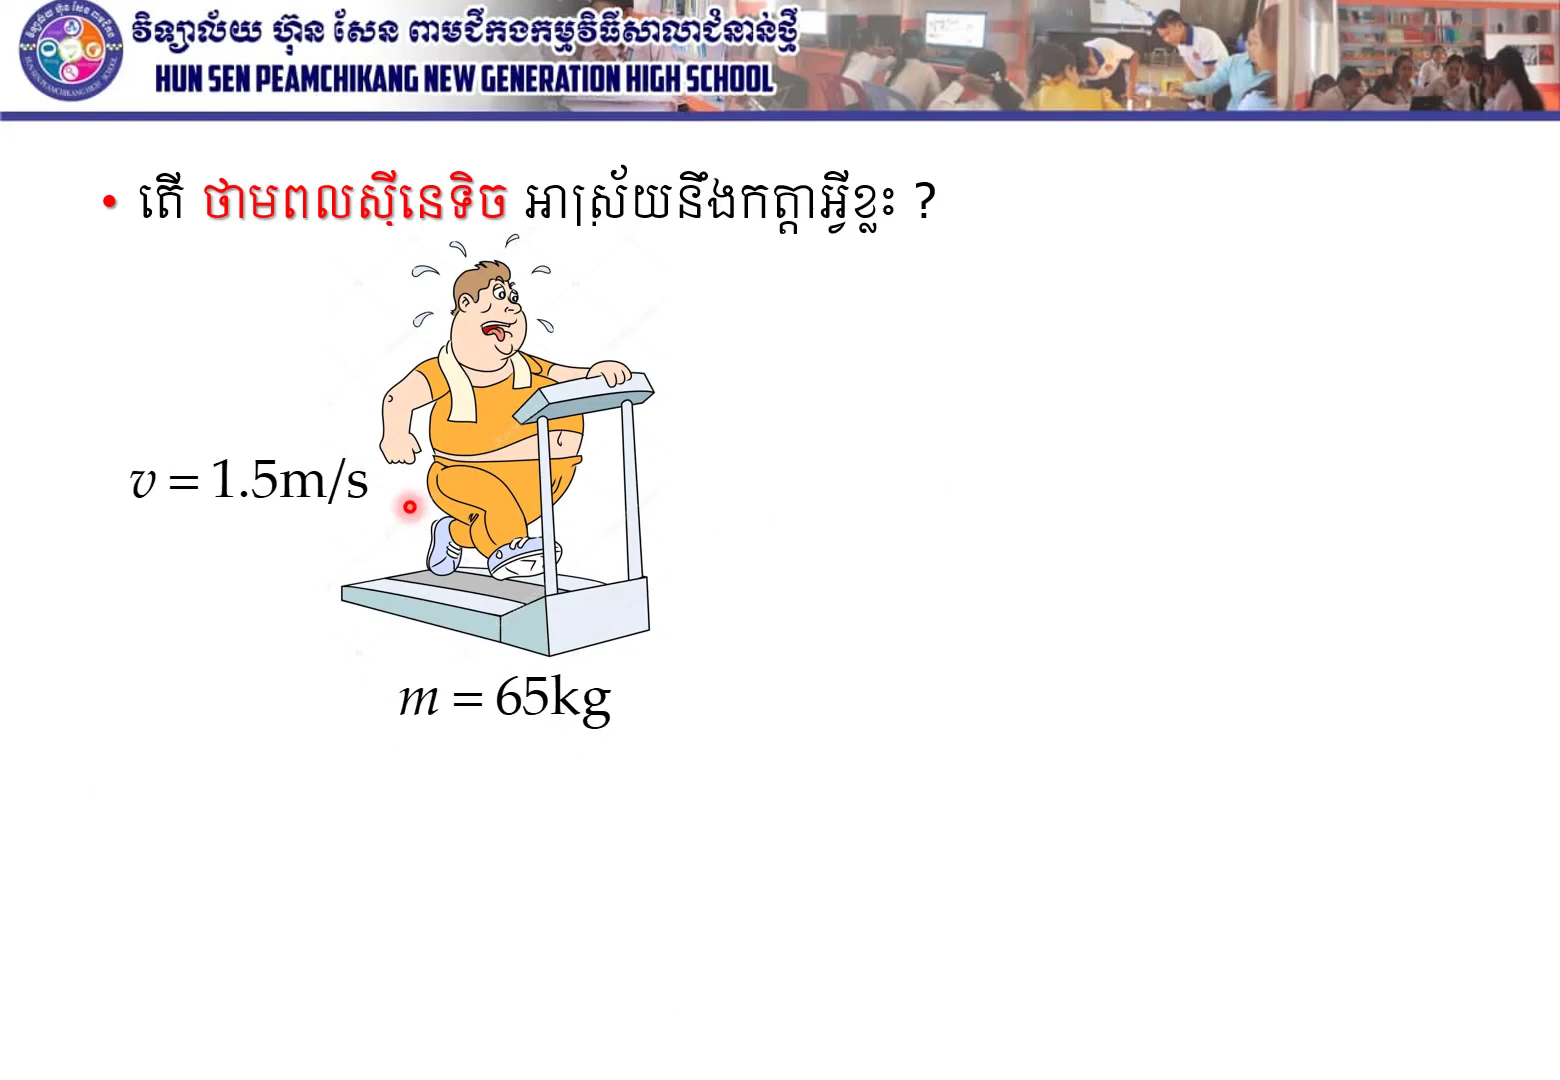 វិទ្យាល័យ ហ៊ុន សែន ពាមជីកងកម្មវិធីសាលាជំនាន់ថ្មី
HUN SEN PEAMCHIKANG NEW GENERATION HIGH SCHOOL
• តើ ថាមពលស៊ីនេទិច អាស្រ័យនឹងកត្តាអ្វីខ្លះ ?
v = 1.5m/s
m = 65kg